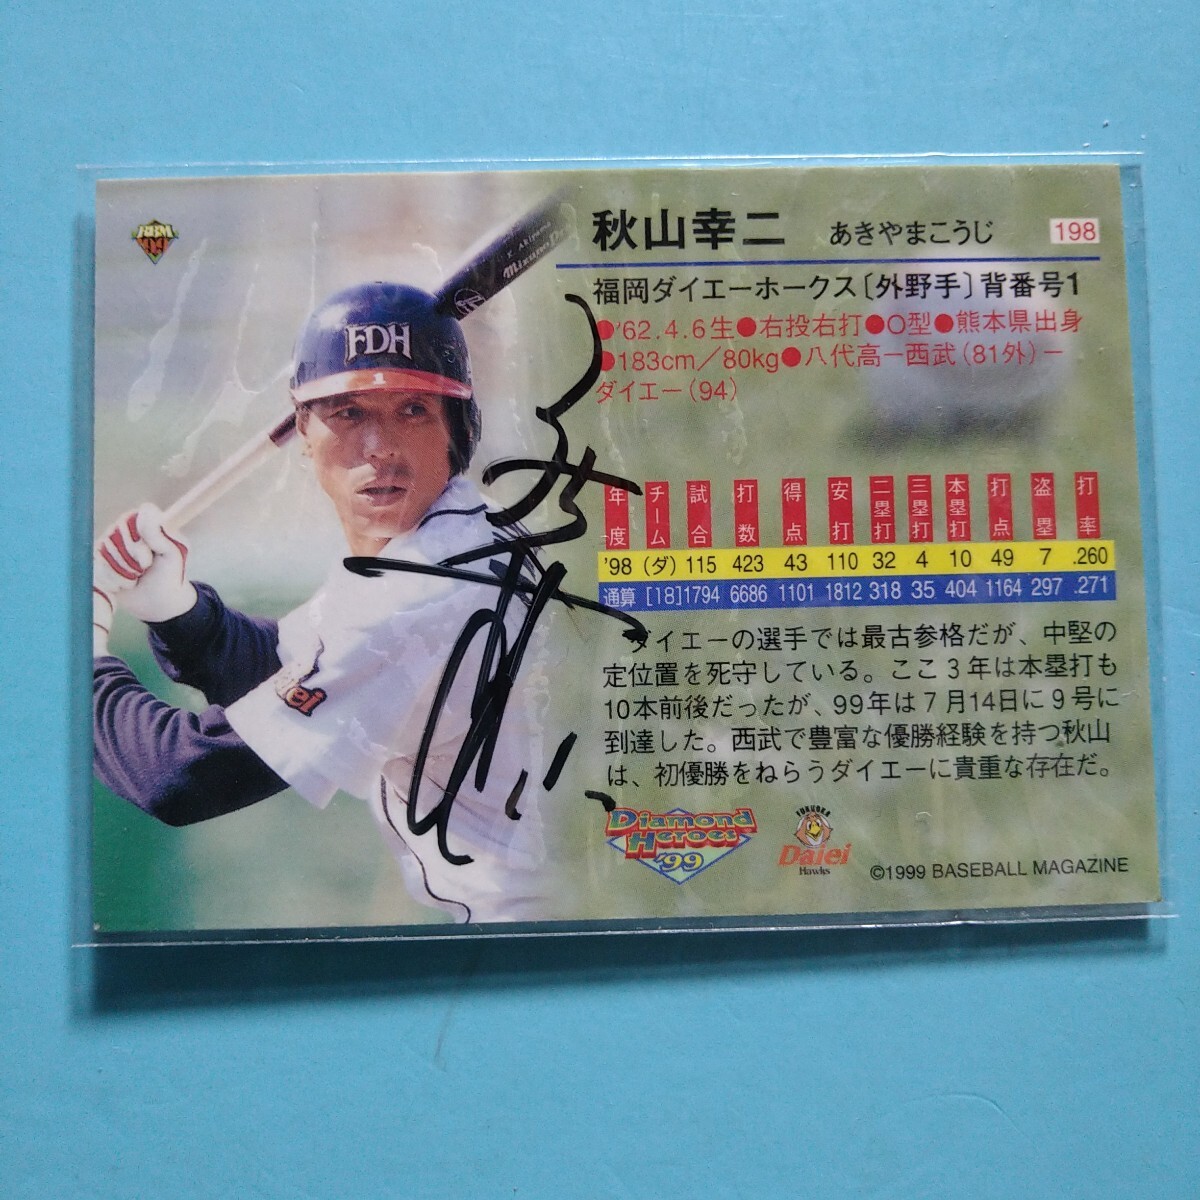 BBM '99
K. Akiyama
Mizuno Pro
FDH
1
秋山幸二 あきやまこうじ 198
福岡ダイエーホークス〔外野手〕背番号1
●'62.4.6生●右投右打●O型●熊本県出身
●183cm／80kg●八代高－西武(81外)－
ダイエー(94)
年度 チーム 試合 打数 得点 安打 二塁打 三塁打 本塁打 打点 盗塁 打率
'98 (ダ) 115 423 43 110 32 4 10 49 7 .260
通算 [18] 1794 6686 1101 1812 318 35 404 1164 297 .271
ダイエーの選手では最古参格だが、中堅の
定位置を死守している。ここ3年は本塁打も
10本前後だったが、99年は7月14日に9号に
到達した。西武で豊富な優勝経験を持つ秋山
は、初優勝をねらうダイエーに貴重な存在だ。
Diamond
Heroes
'99
FUKUOKA
Daiei
Hawks
©1999 BASEBALL MAGAZINE